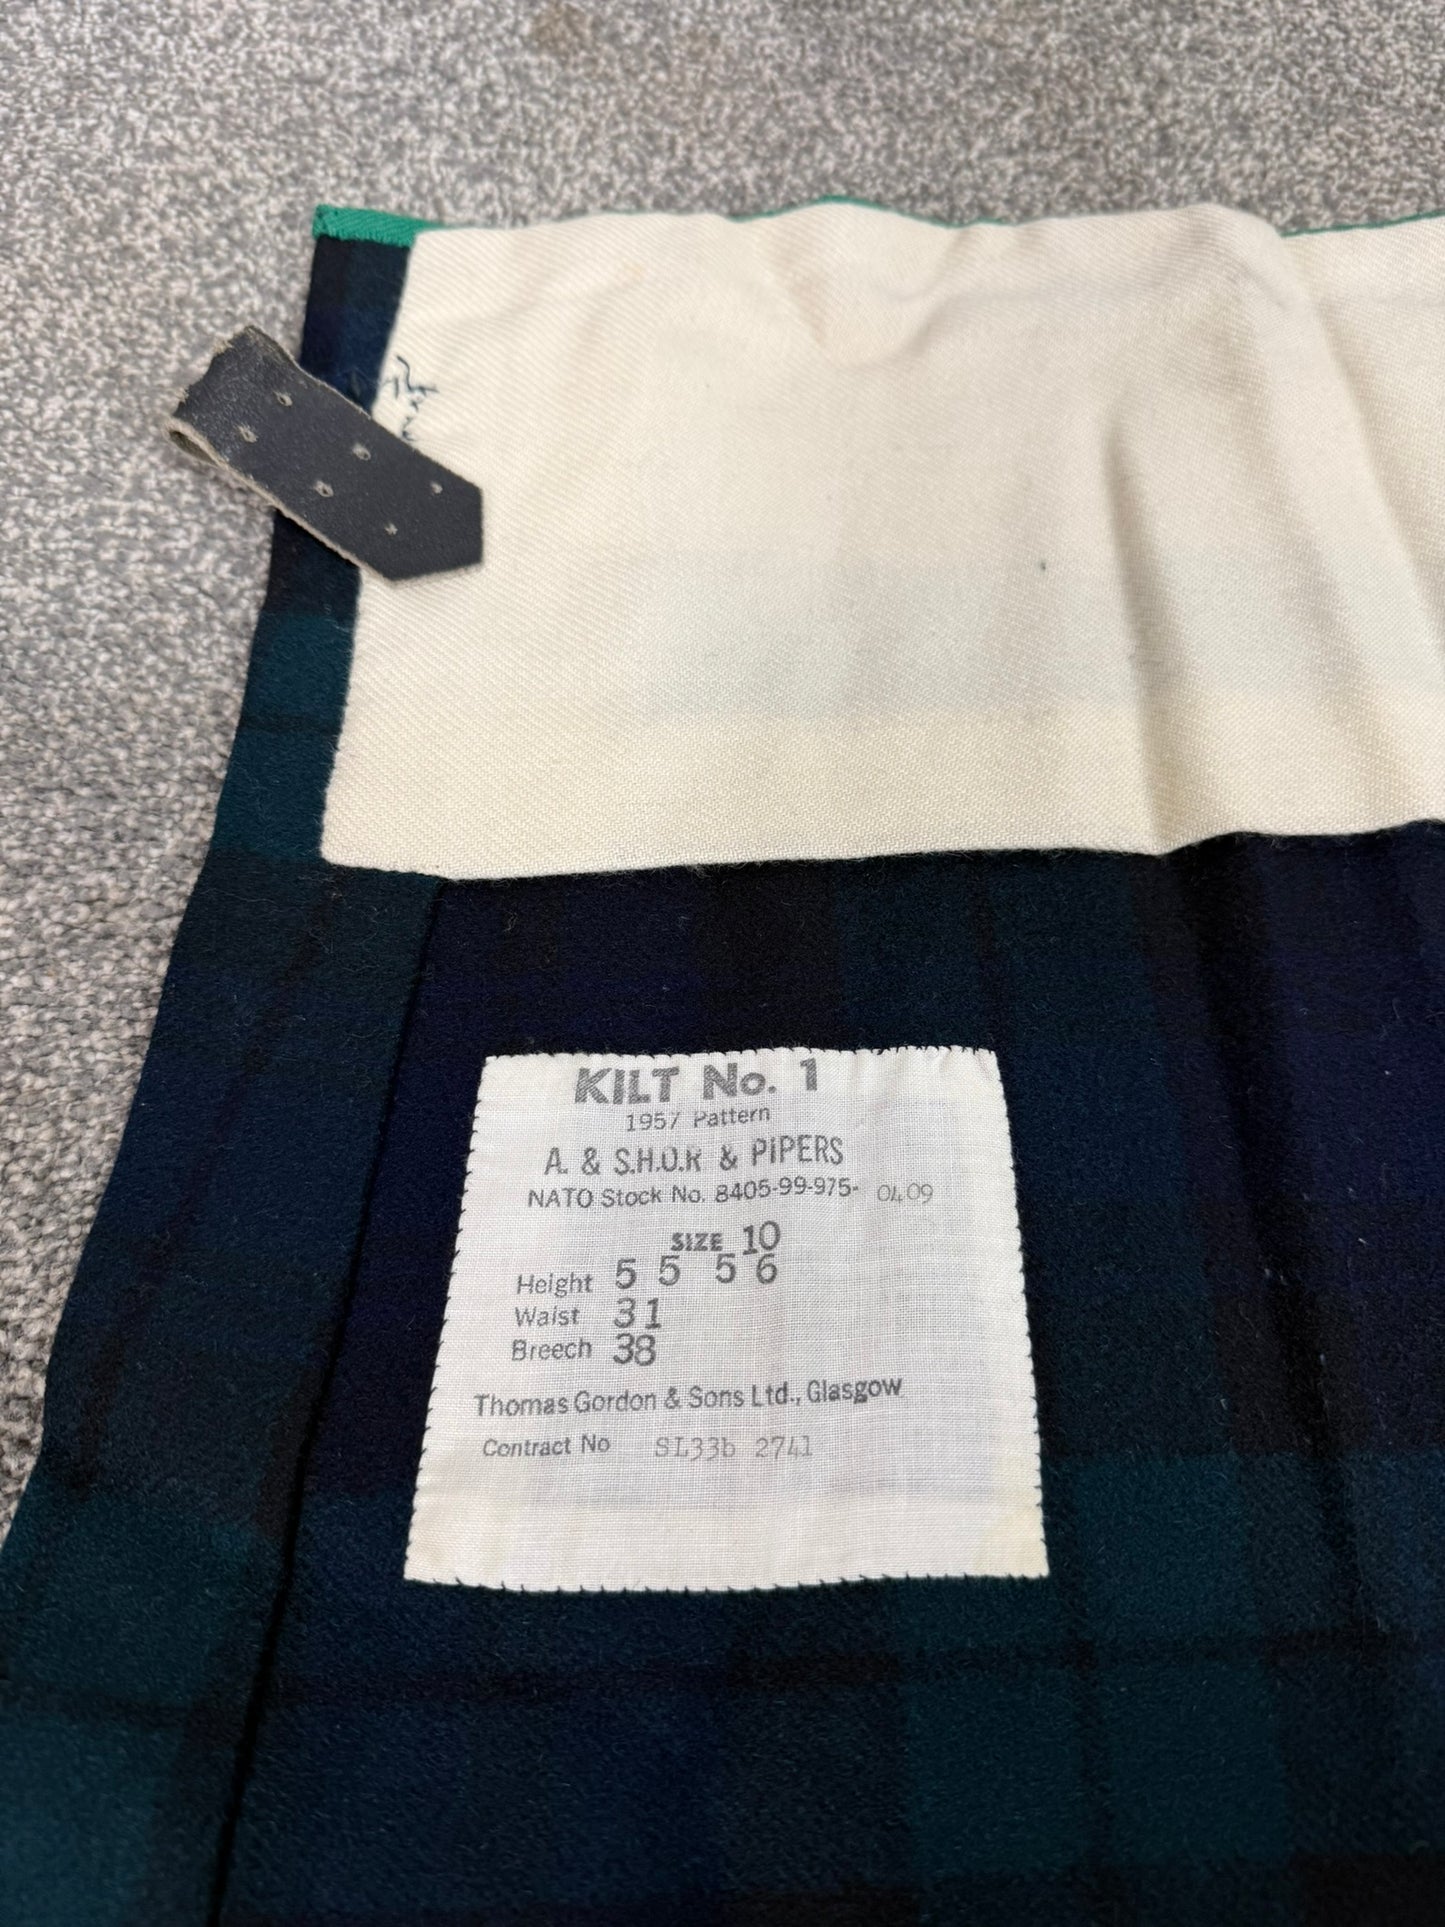 KILT No. 1
1957 Pattern
A. & S.H.O.R & PIPERS
NATO Stock No. 8405-99-975- 0409
SIZE 10
Height 5 5 5 6
Waist 31
Breech 38
Thomas Gordon & Sons Ltd., Glasgow
Contract No SL33b 2741